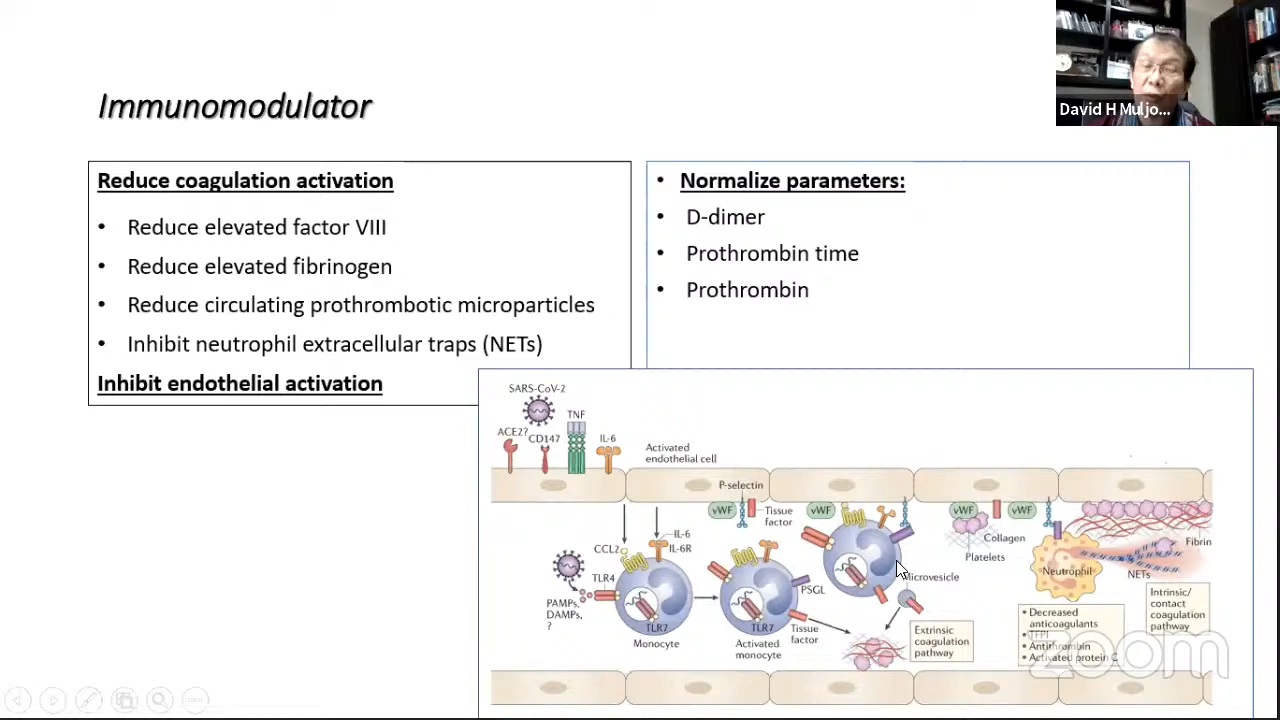 Immunomodulator
David H Muljo...
Reduce coagulation activation
• Reduce elevated factor VIII
• Reduce elevated fibrinogen
• Reduce circulating prothrombotic microparticles
• Inhibit neutrophil extracellular traps (NETs)
Inhibit endothelial activation
• Normalize parameters:
• D-dimer
• Prothrombin time
• Prothrombin
SARS-CoV-2
ACE2?
CD147
TNF
IL-6
Activated
endothelial cell
P-selectin
vWF
Tissue
factor
vWF
vWF
vWF
Collagen
Platelets
Fibrin
CCL2
IL-6
IL-6R
TLR4
PAMPs,
DAMPs,
?
TLR7
Monocyte
PSGL
TLR7
Tissue
factor
Activated
monocyte
Microvesicle
Extrinsic
coagulation
pathway
Neutrophil
NETs
• Decreased
anticoagulants
• TFPI
• Antithrombin
• Activated protein C
Intrinsic/
contact
coagulation
pathway
zoom